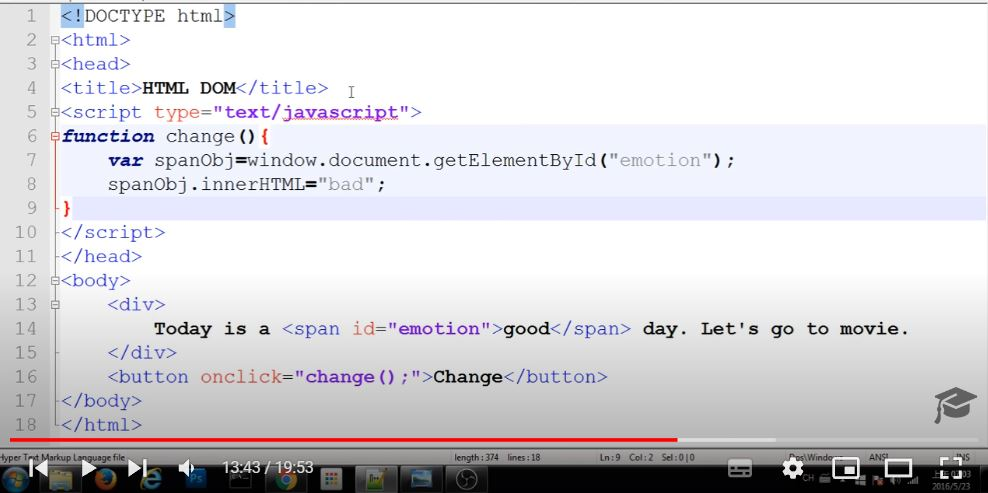 1 <!DOCTYPE html>
2 <html>
3 <head>
4 <title>HTML DOM</title>
5 <script type="text/javascript">
6 function change(){
7 var spanObj=window.document.getElementById("emotion");
8 spanObj.innerHTML="bad";
9 }
10 </script>
11 </head>
12 <body>
13 <div>
14 Today is a <span id="emotion">good</span> day. Let's go to movie.
15 </div>
16 <button onclick="change();">Change</button>
17 </body>
18 </html>
Hyper Text Markup Language file length : 374 lines : 18 Ln : 9 Col : 2 Sel : 0 | 0 Dos\Windows ANSI INS
13:43 / 19:53
2016/5/23